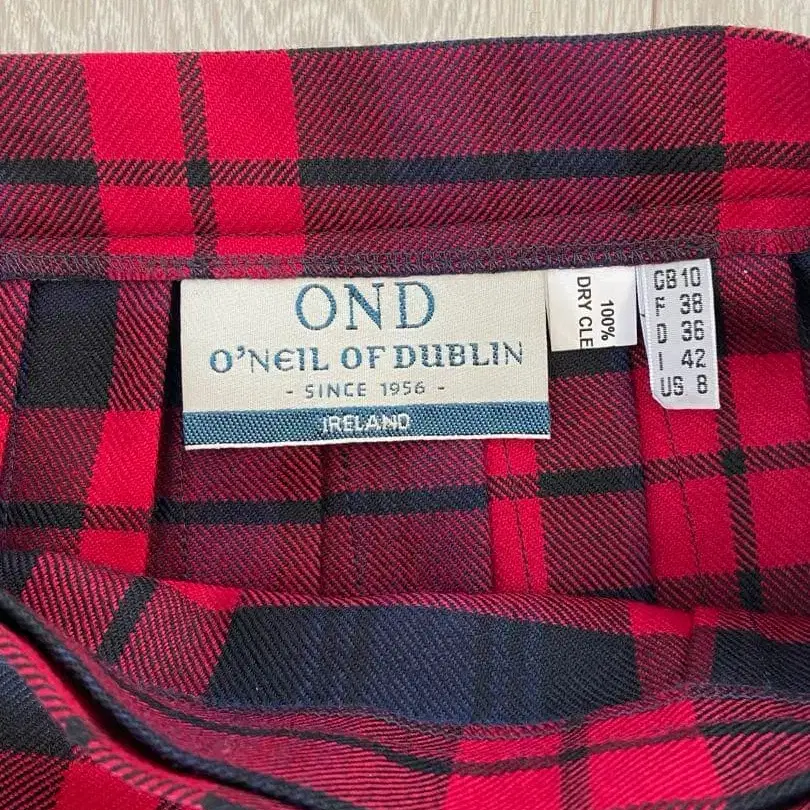 OND
O'NEIL OF DUBLIN
- SINCE 1956 -
IRELAND
100%
DRY CLE
GB 10
F 38
D 36
I 42
US 8